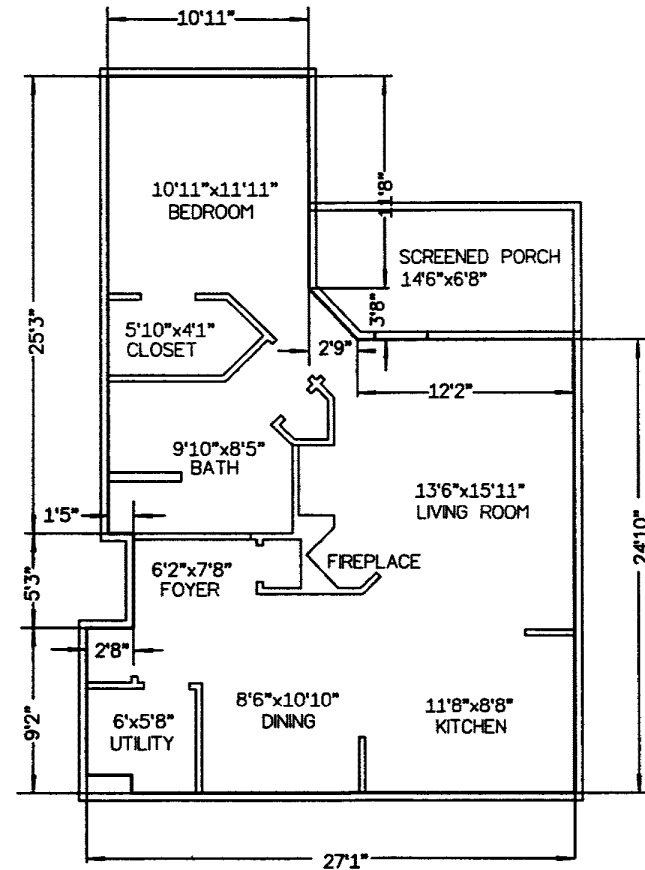 10'11"
10'11"x11'11"
BEDROOM
11'8"
SCREENED PORCH
14'6"x6'8"
25'3"
5'10"x4'1"
CLOSET
3'8"
2'9"
12'2"
9'10"x8'5"
BATH
13'6"x15'11"
LIVING ROOM
1'5"
24'10"
5'3"
6'2"x7'8"
FOYER
FIREPLACE
2'8"
9'2"
6'x5'8"
UTILITY
8'6"x10'10"
DINING
11'8"x8'8"
KITCHEN
27'1"